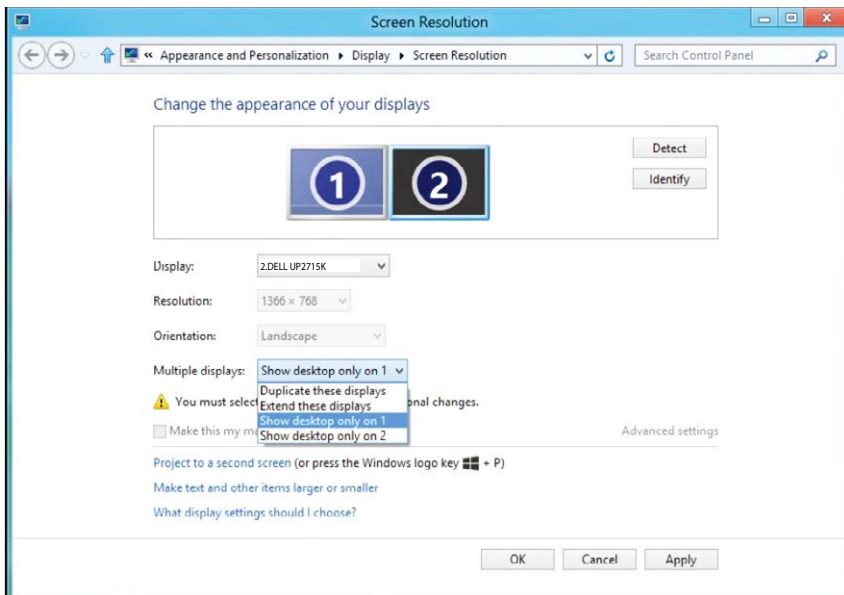 Screen Resolution
« Appearance and Personalization ▸ Display ▸ Screen Resolution
Search Control Panel
Change the appearance of your displays
Detect
Identify
1 2
Display: 2.DELL UP2715K
Resolution: 1366 × 768
Orientation: Landscape
Multiple displays: Show desktop only on 1
Duplicate these displays
You must selec onal changes.
Extend these displays
Show desktop only on 1
Make this my m Advanced settings
Show desktop only on 2
Project to a second screen (or press the Windows logo key + P)
Make text and other items larger or smaller
What display settings should I choose?
OK Cancel Apply